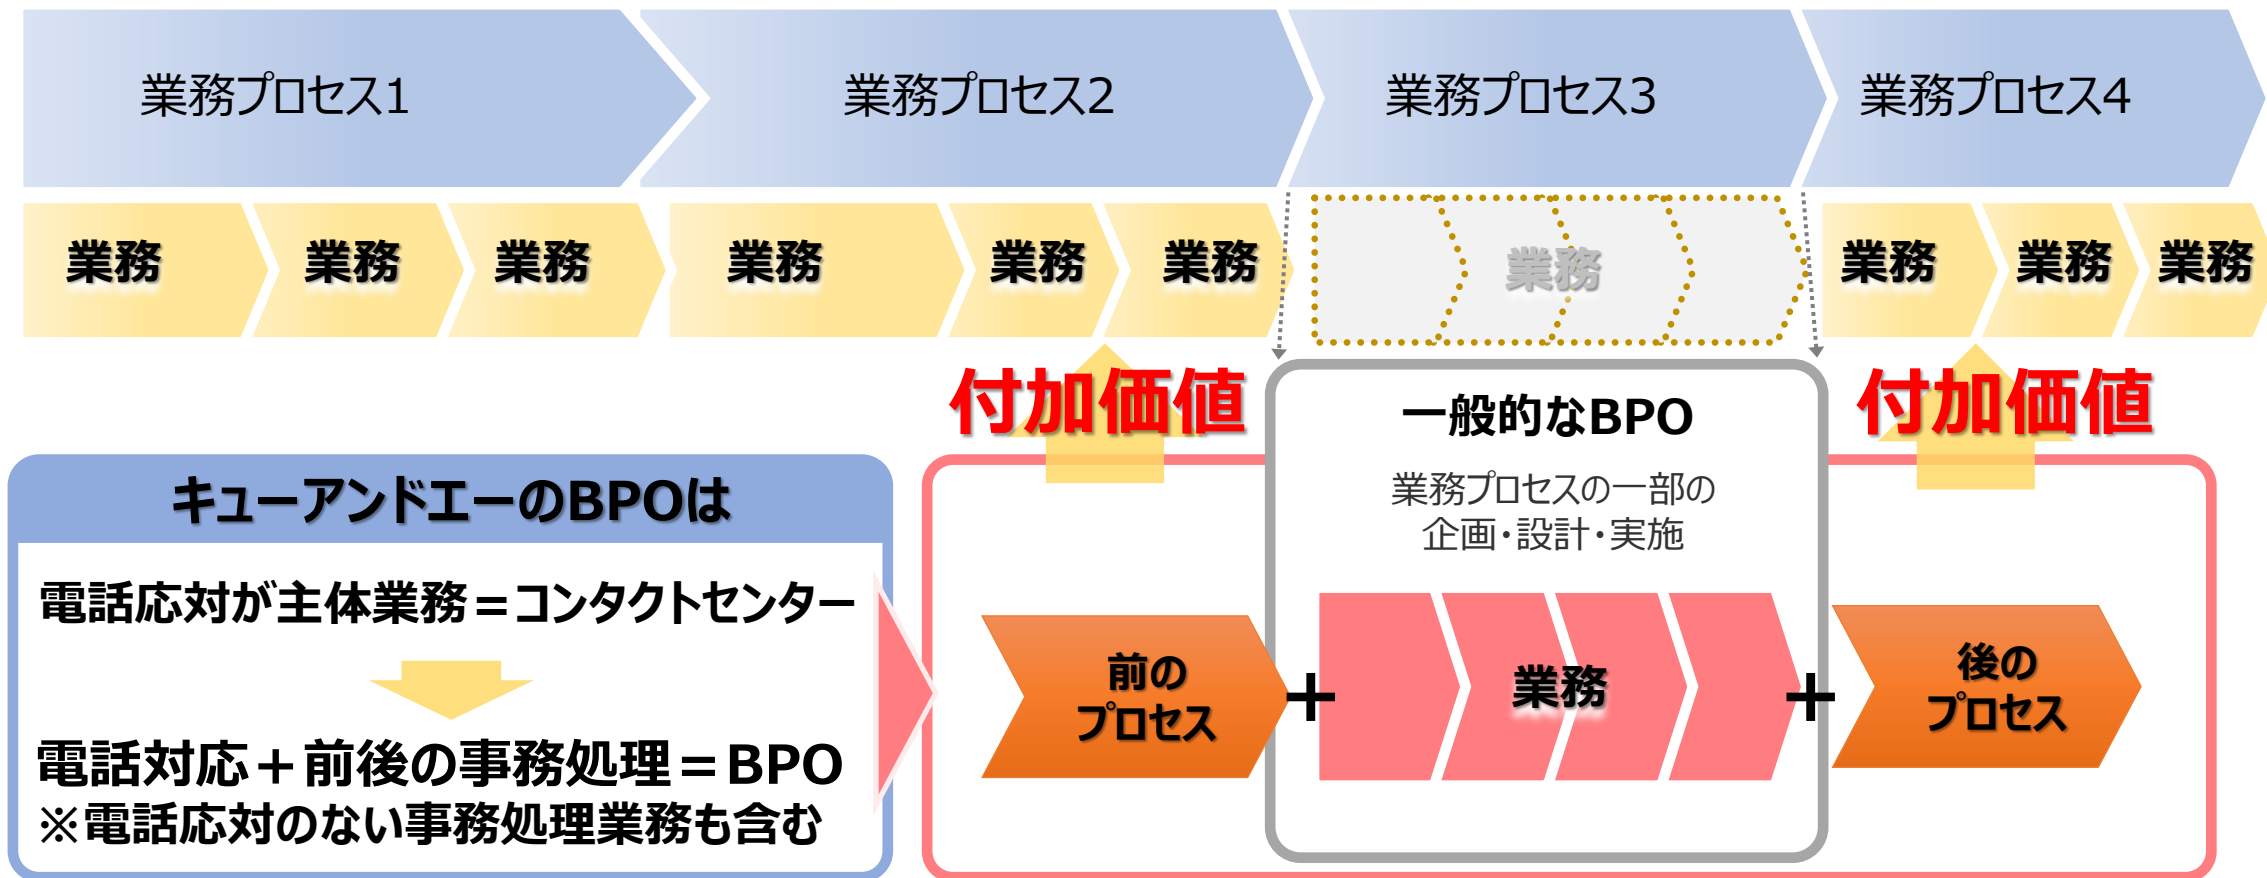 業務プロセス1
業務プロセス2
業務プロセス3
業務プロセス4
業務
業務
業務
業務
業務
業務
業務
業務
業務
業務
付加価値
付加価値
一般的なBPO
業務プロセスの一部の
企画・設計・実施
キューアンドエーのBPOは
電話応対が主体業務＝コンタクトセンター
電話対応＋前後の事務処理＝BPO
※電話応対のない事務処理業務も含む
前の
プロセス
＋
業務
＋
後の
プロセス